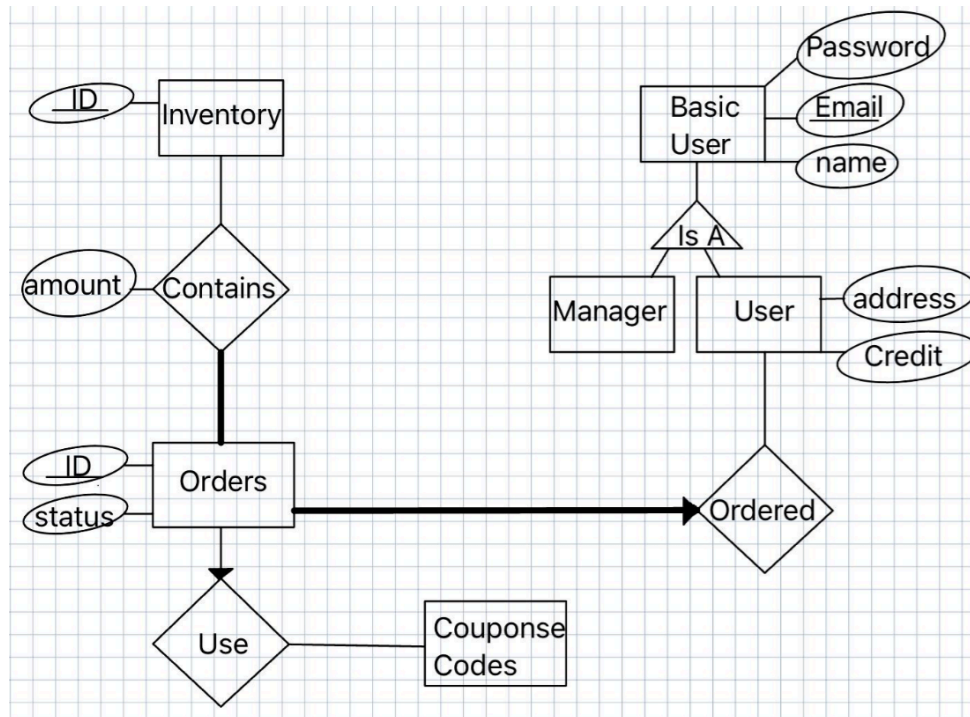 ID
Inventory
amount
Contains
ID
status
Orders
Use
Couponse
Codes
Password
Basic
User
Email
name
Is A
Manager
User
address
Credit
Ordered